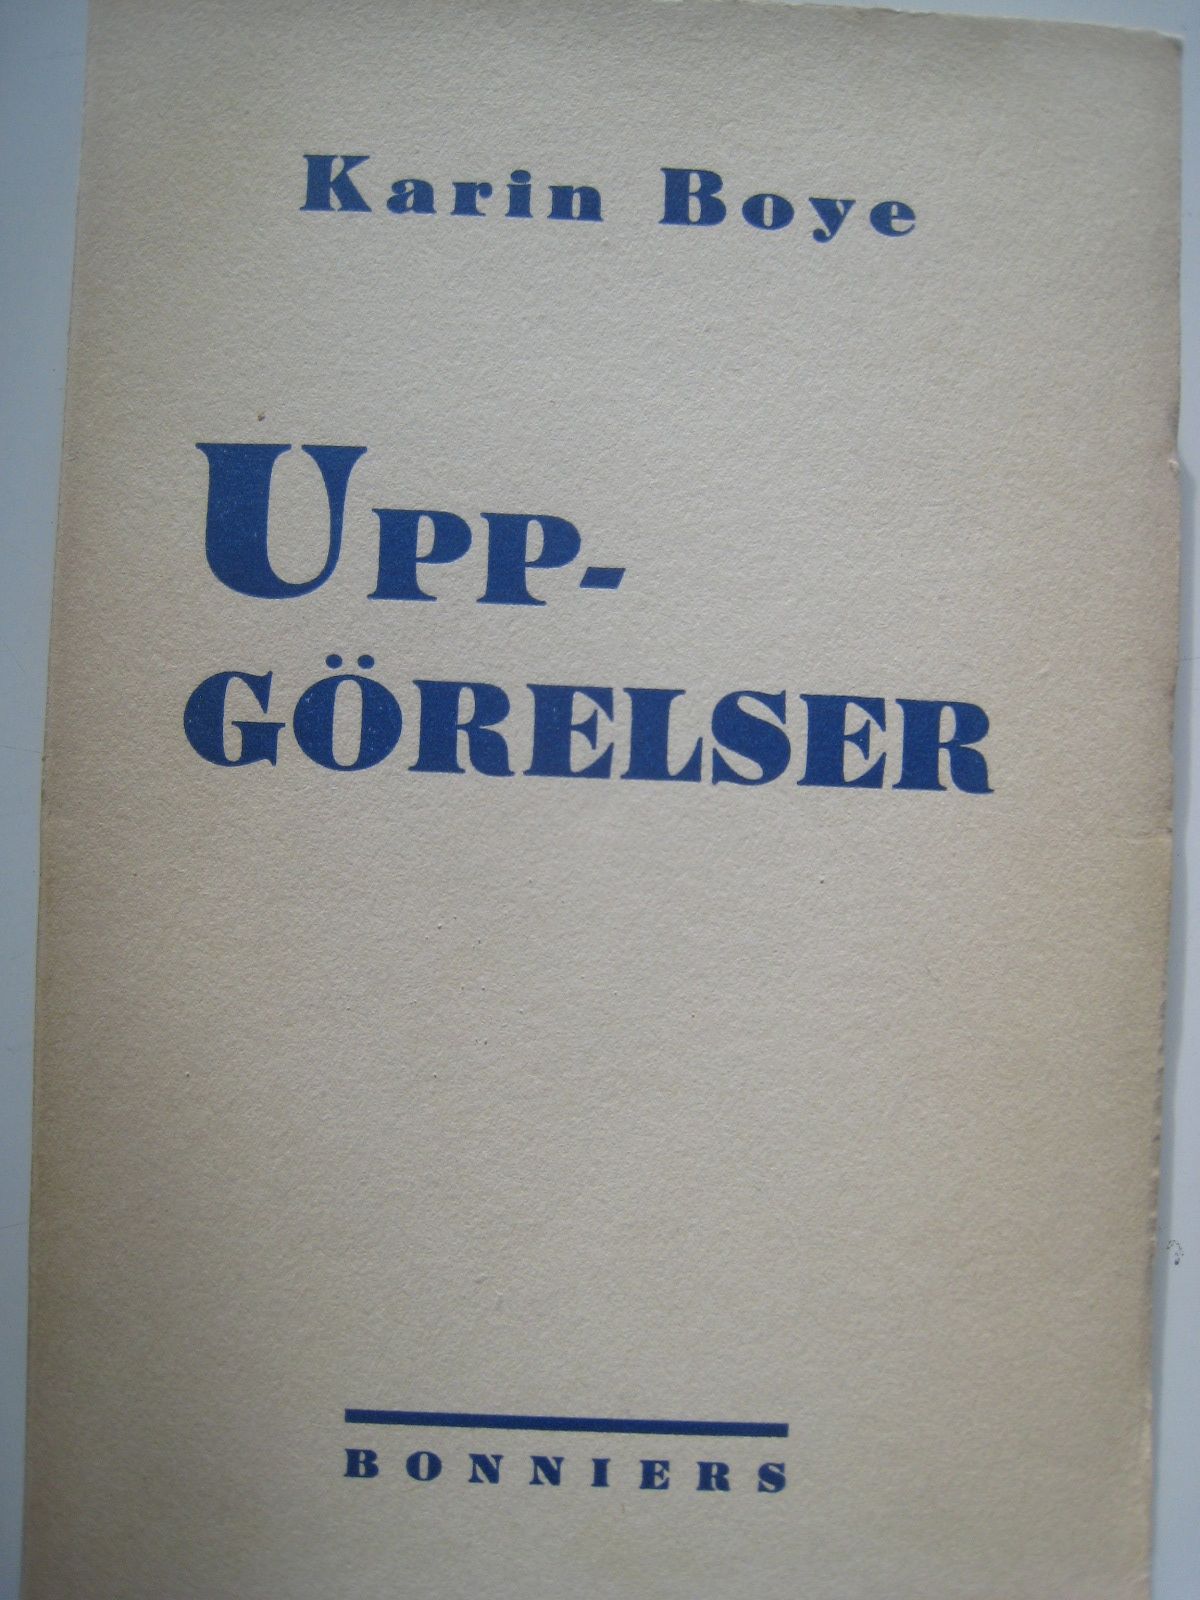 Karin Boye
UPP-
GÖRELSER
BONNIERS